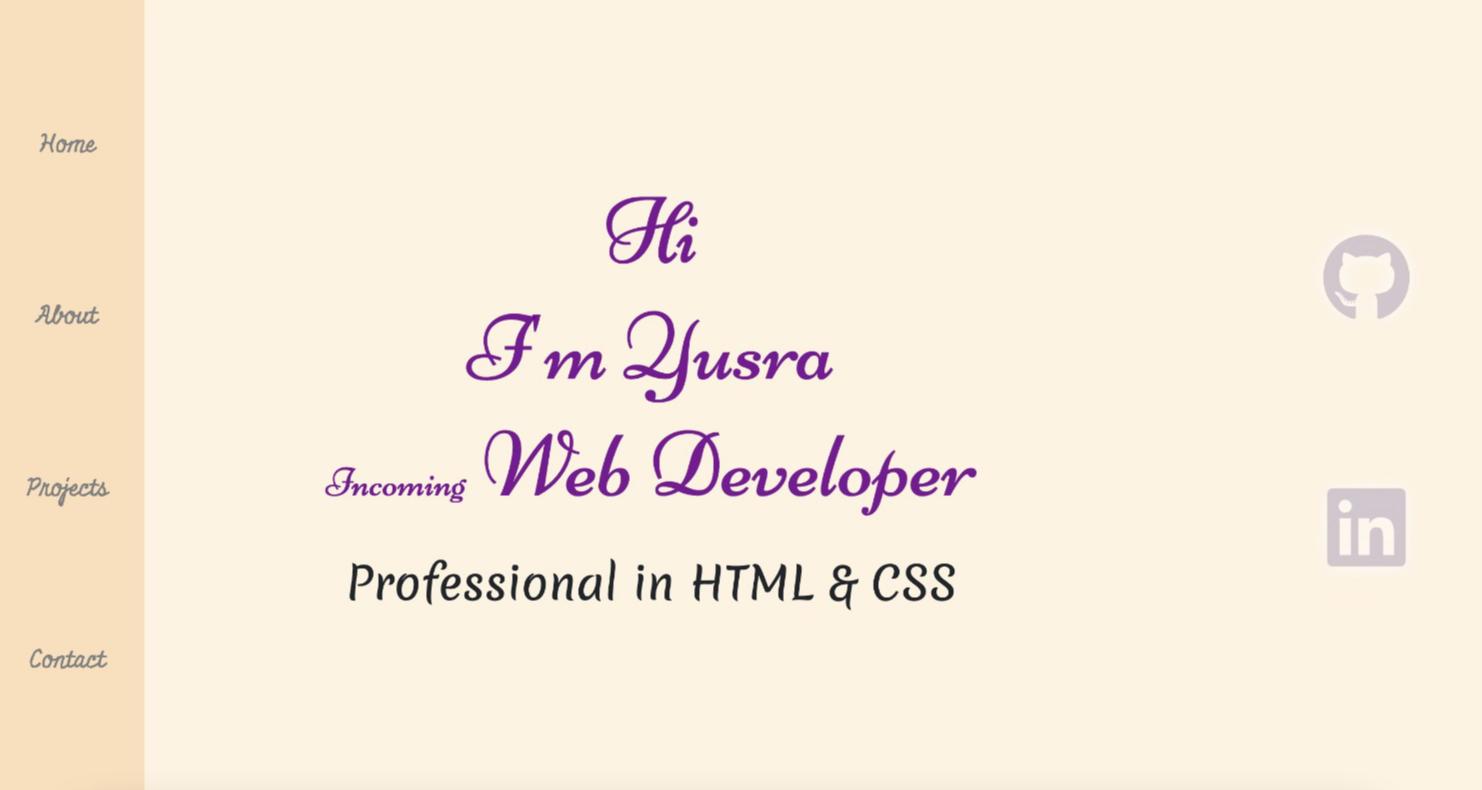 Home
About
Projects
Contact
Hi
I'm Yusra
Incoming Web Developer
Professional in HTML & CSS
in